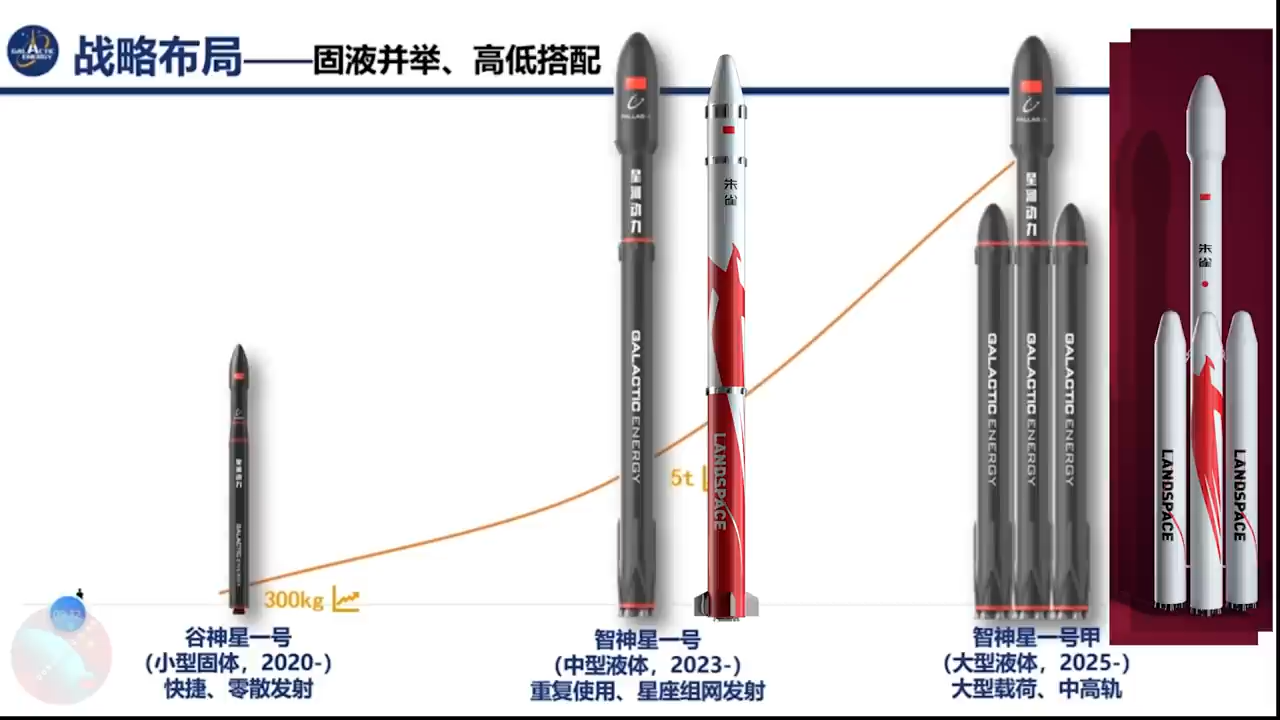 GALACTIC ENERGY
战略布局——固液并举、高低搭配
星河动力
GALACTIC ENERGY
朱雀
LANDSPACE
星河动力
GALACTIC ENERGY
GALACTIC ENERGY
GALACTIC ENERGY
朱雀
LANDSPACE
LANDSPACE
星河动力
GALACTIC ENERGY
5t
300kg
09:32
谷神星一号
(小型固体，2020-)
快捷、零散发射
智神星一号
(中型液体，2023-)
重复使用、星座组网发射
智神星一号甲
(大型液体，2025-)
大型载荷、中高轨